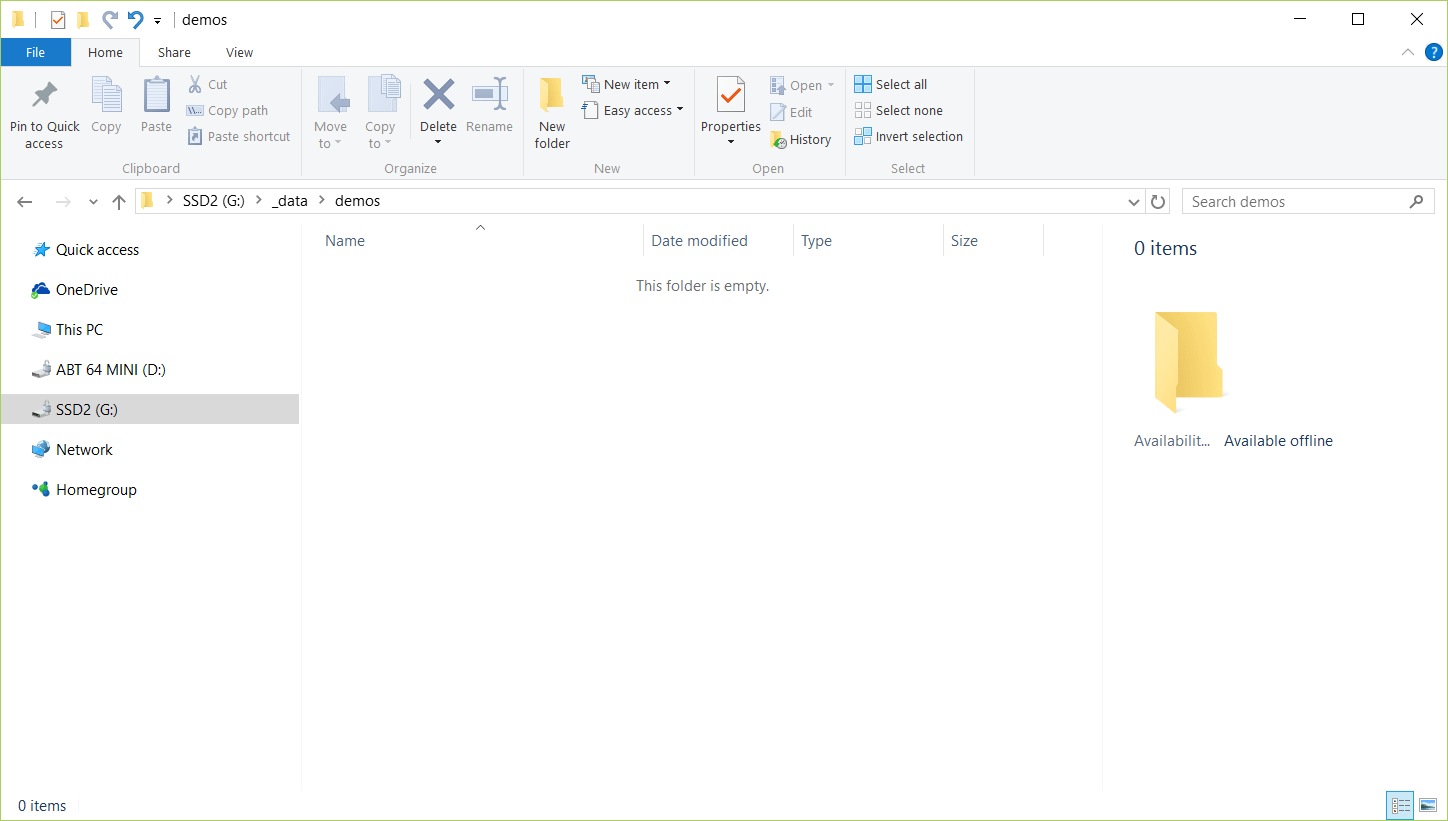 demos
File Home Share View
Pin to Quick access
Copy
Paste
Cut
Copy path
Paste shortcut
Clipboard
Move to
Copy to
Delete
Rename
Organize
New folder
New item
Easy access
New
Properties
Open
Edit
History
Open
Select all
Select none
Invert selection
Select
SSD2 (G:) _data demos
Search demos
Quick access
OneDrive
This PC
ABT 64 MINI (D:)
SSD2 (G:)
Network
Homegroup
Name Date modified Type Size
This folder is empty.
0 items
Availabilit... Available offline
0 items